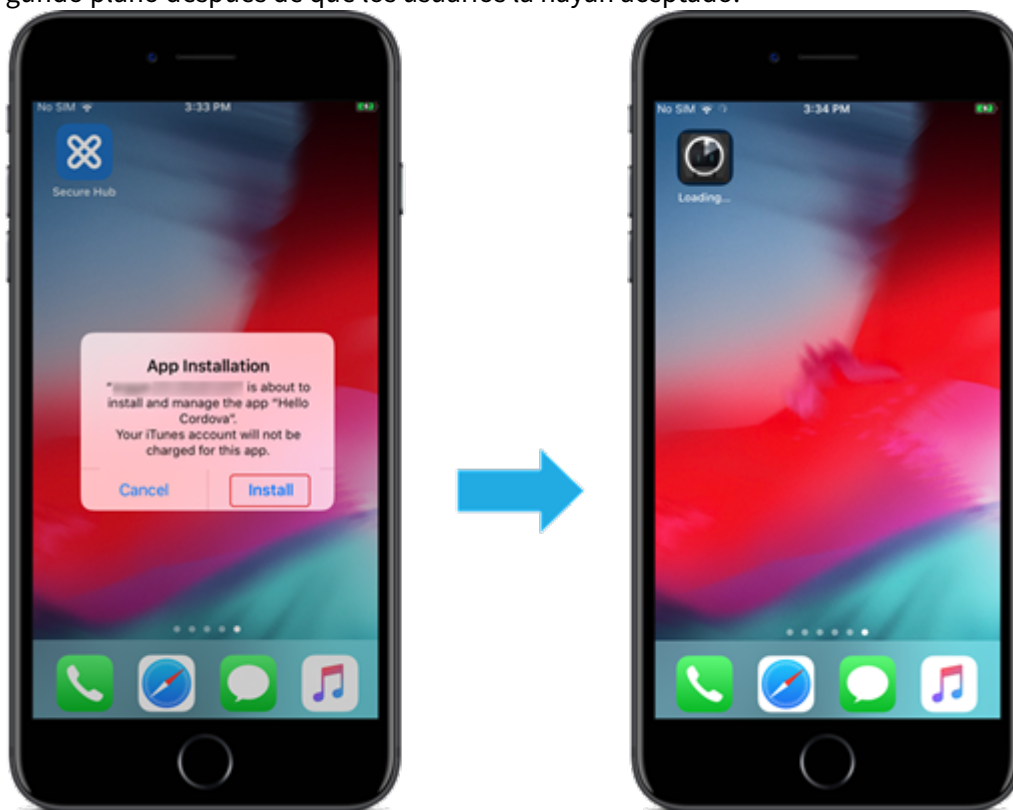 gundo plano después de que los usuarios la hayan aceptado.
No SIM 3:33 PM
Secure Hub
App Installation
" " is about to
install and manage the app "Hello
Cordova".
Your iTunes account will not be
charged for this app.
Cancel Install
No SIM 3:34 PM
Loading...